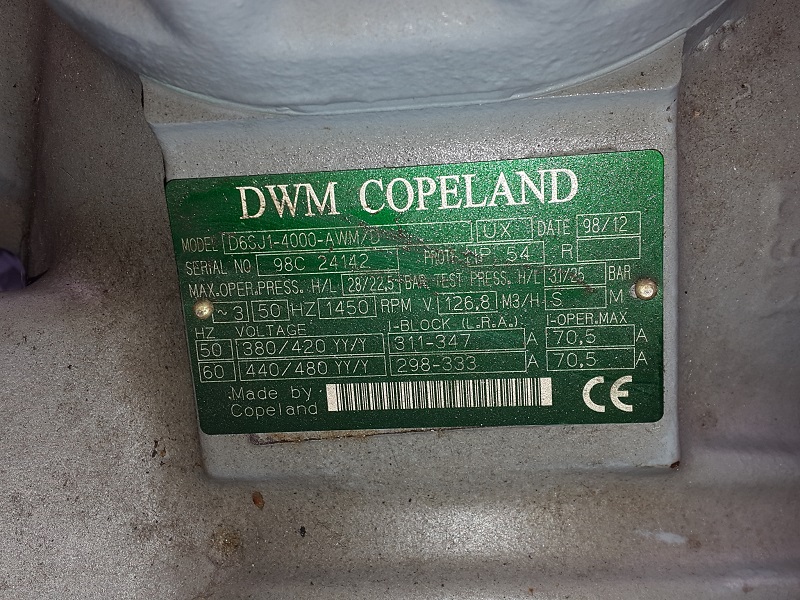 DWM COPELAND
MODEL D6SJ1-4000-AWM/D UX DATE 98/12
SERIAL NO 98C 24142 PROTE. IP 54 R
MAX.OPER.PRESS. H/L 28/22,5 BAR TEST PRESS. H/L 31/25 BAR
~ 3 50 HZ 1450 RPM V 126.8 M3/H S M
HZ VOLTAGE I-BLOCK (L.R.A.) I-OPER.MAX
50 380/420 YY/Y 311-347 A 70,5 A
60 440/480 YY/Y 298-333 A 70,5 A
Made by
Copeland
CE